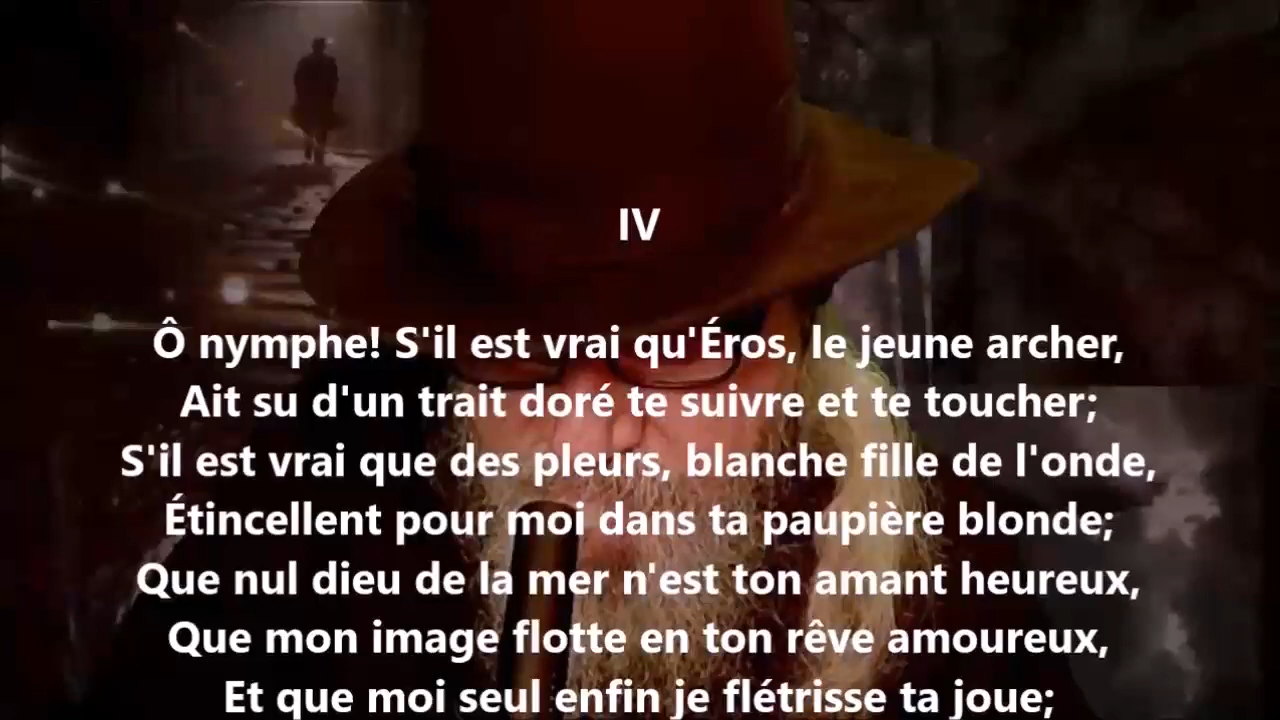 IV
Ô nymphe! S'il est vrai qu'Éros, le jeune archer,
Ait su d'un trait doré te suivre et te toucher;
S'il est vrai que des pleurs, blanche fille de l'onde,
Étincellent pour moi dans ta paupière blonde;
Que nul dieu de la mer n'est ton amant heureux,
Que mon image flotte en ton rêve amoureux,
Et que moi seul enfin je flétrisse ta joue;